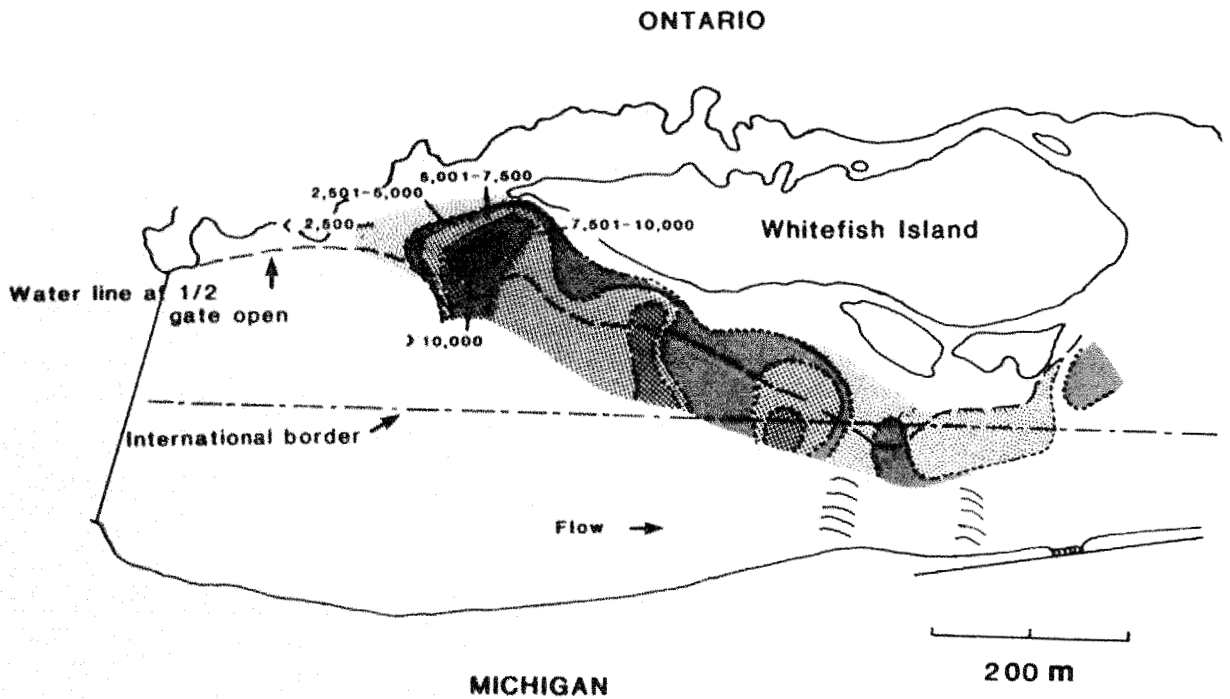 ONTARIO
5,001-7,500
2,501-5,000
< 2,500
7,501-10,000
Whitefish Island
Water line at 1/2
gate open
> 10,000
International border
Flow
200 m
MICHIGAN